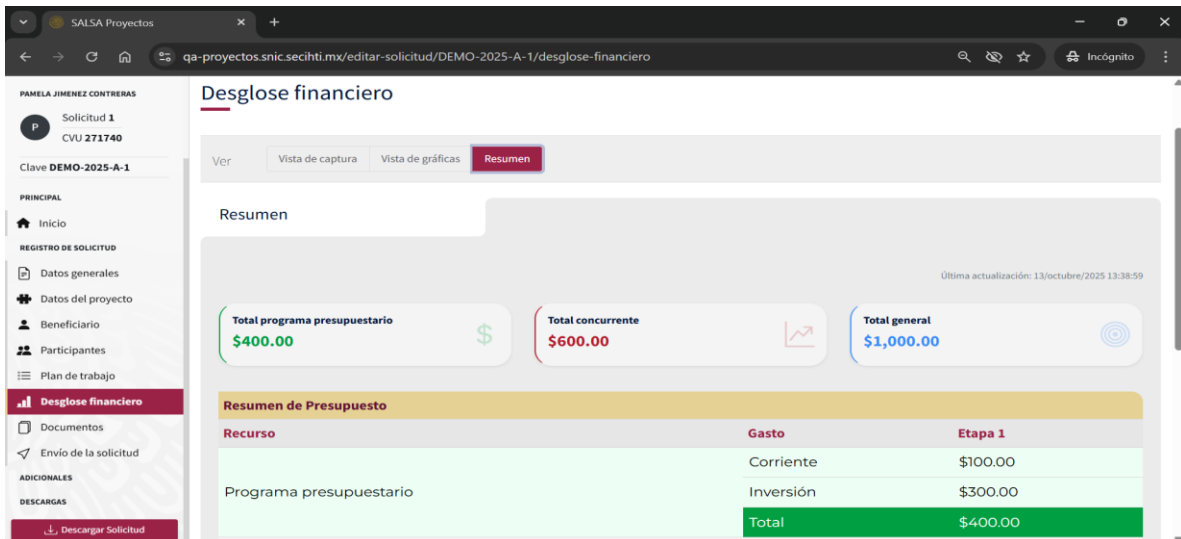 SALSA Proyectos
qa-proyectos.snic.secihti.mx/editar-solicitud/DEMO-2025-A-1/desglose-financiero
Incógnito
PAMELA JIMENEZ CONTRERAS
P
Solicitud 1
CVU 271740
Clave DEMO-2025-A-1
PRINCIPAL
Inicio
REGISTRO DE SOLICITUD
Datos generales
Datos del proyecto
Beneficiario
Participantes
Plan de trabajo
Desglose financiero
Documentos
Envío de la solicitud
ADICIONALES
DESCARGAS
Descargar Solicitud
Desglose financiero
Ver Vista de captura Vista de gráficas Resumen
Resumen
Última actualización: 13/octubre/2025 13:38:59
Total programa presupuestario
$400.00
$
Total concurrente
$600.00
Total general
$1,000.00
Resumen de Presupuesto
Recurso Gasto Etapa 1
Programa presupuestario
Corriente $100.00
Inversión $300.00
Total $400.00